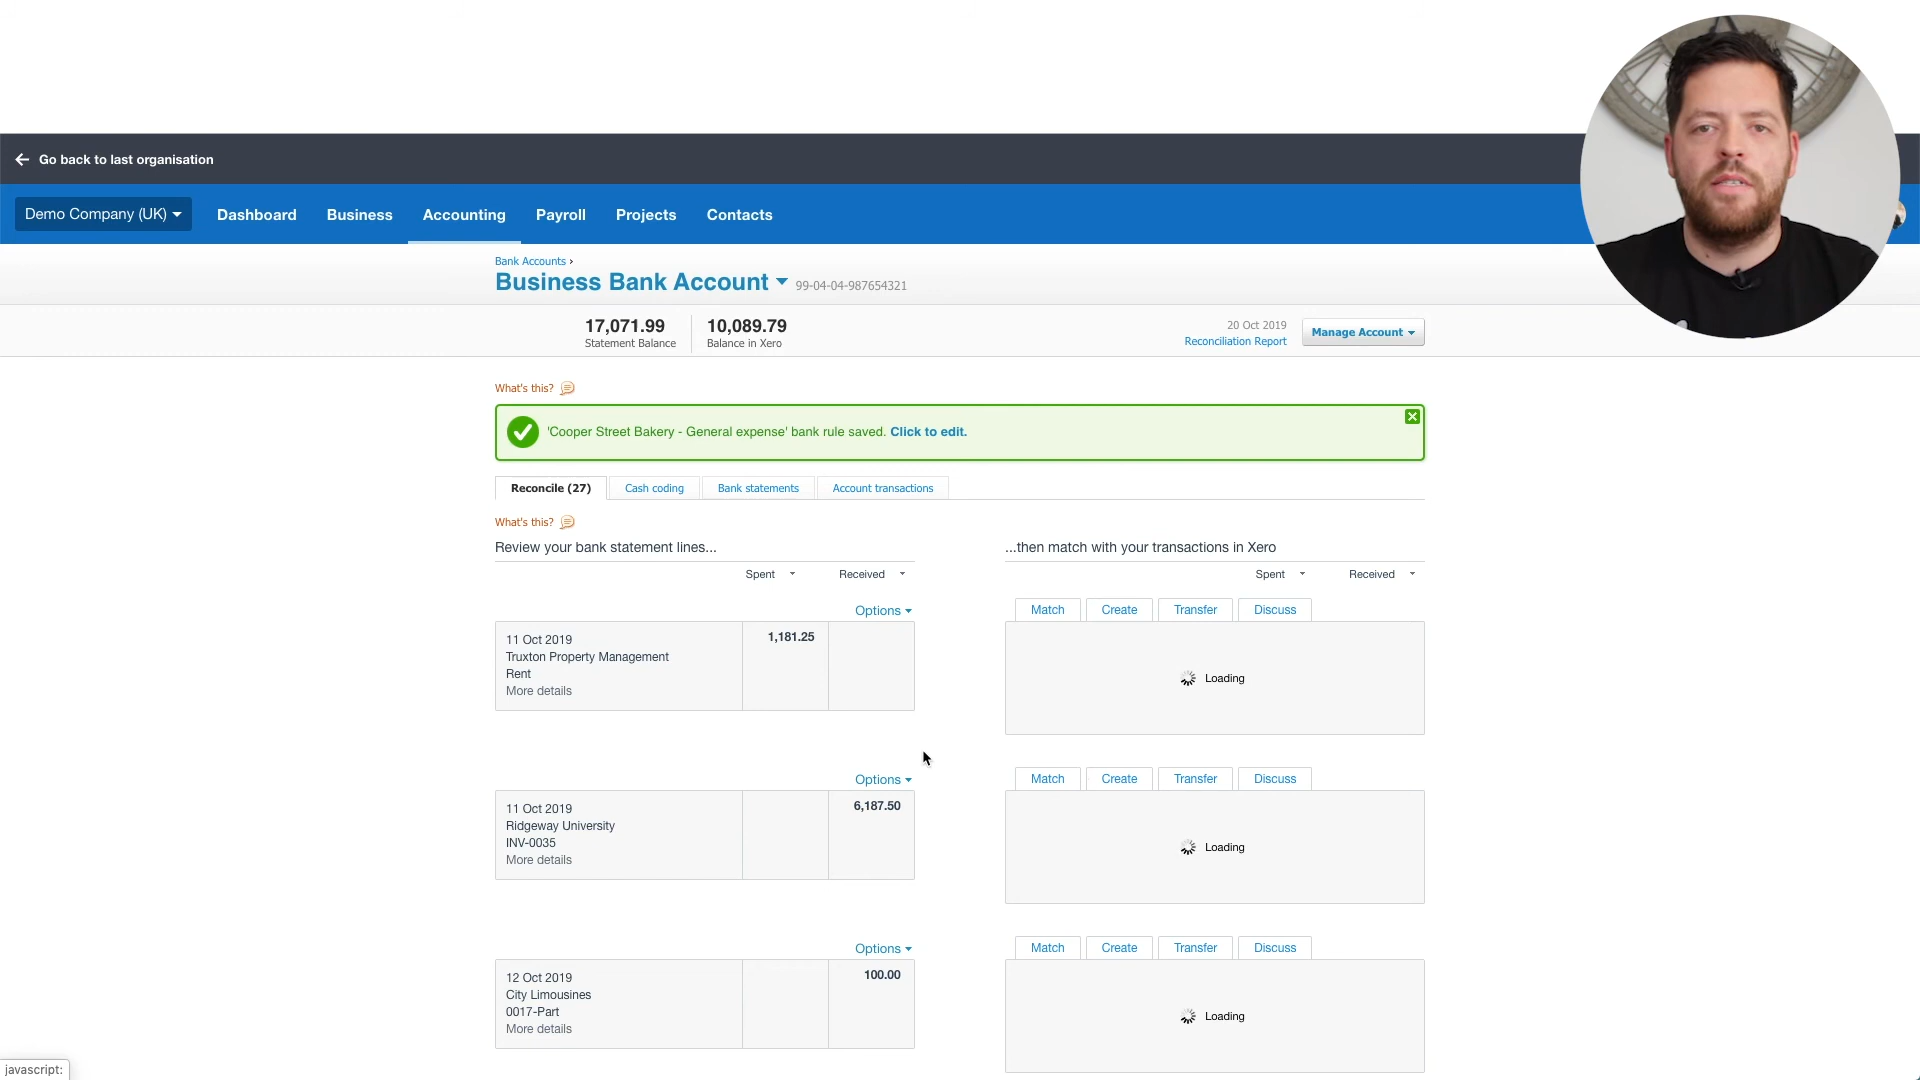 Go back to last organisation
Demo Company (UK) Dashboard Business Accounting Payroll Projects Contacts
Bank Accounts ›
Business Bank Account 99-04-04-987654321
17,071.99 10,089.79
Statement Balance Balance in Xero
20 Oct 2019
Reconciliation Report
Manage Account
What's this?
'Cooper Street Bakery - General expense' bank rule saved. Click to edit.
Reconcile (27) Cash coding Bank statements Account transactions
What's this?
Review your bank statement lines... ...then match with your transactions in Xero
Spent Received Spent Received
Options Match Create Transfer Discuss
11 Oct 2019 1,181.25
Truxton Property Management
Rent
More details
Loading
Options Match Create Transfer Discuss
11 Oct 2019 6,187.50
Ridgeway University
INV-0035
More details
Loading
Options Match Create Transfer Discuss
12 Oct 2019 100.00
City Limousines
0017-Part
More details
Loading
javascript: